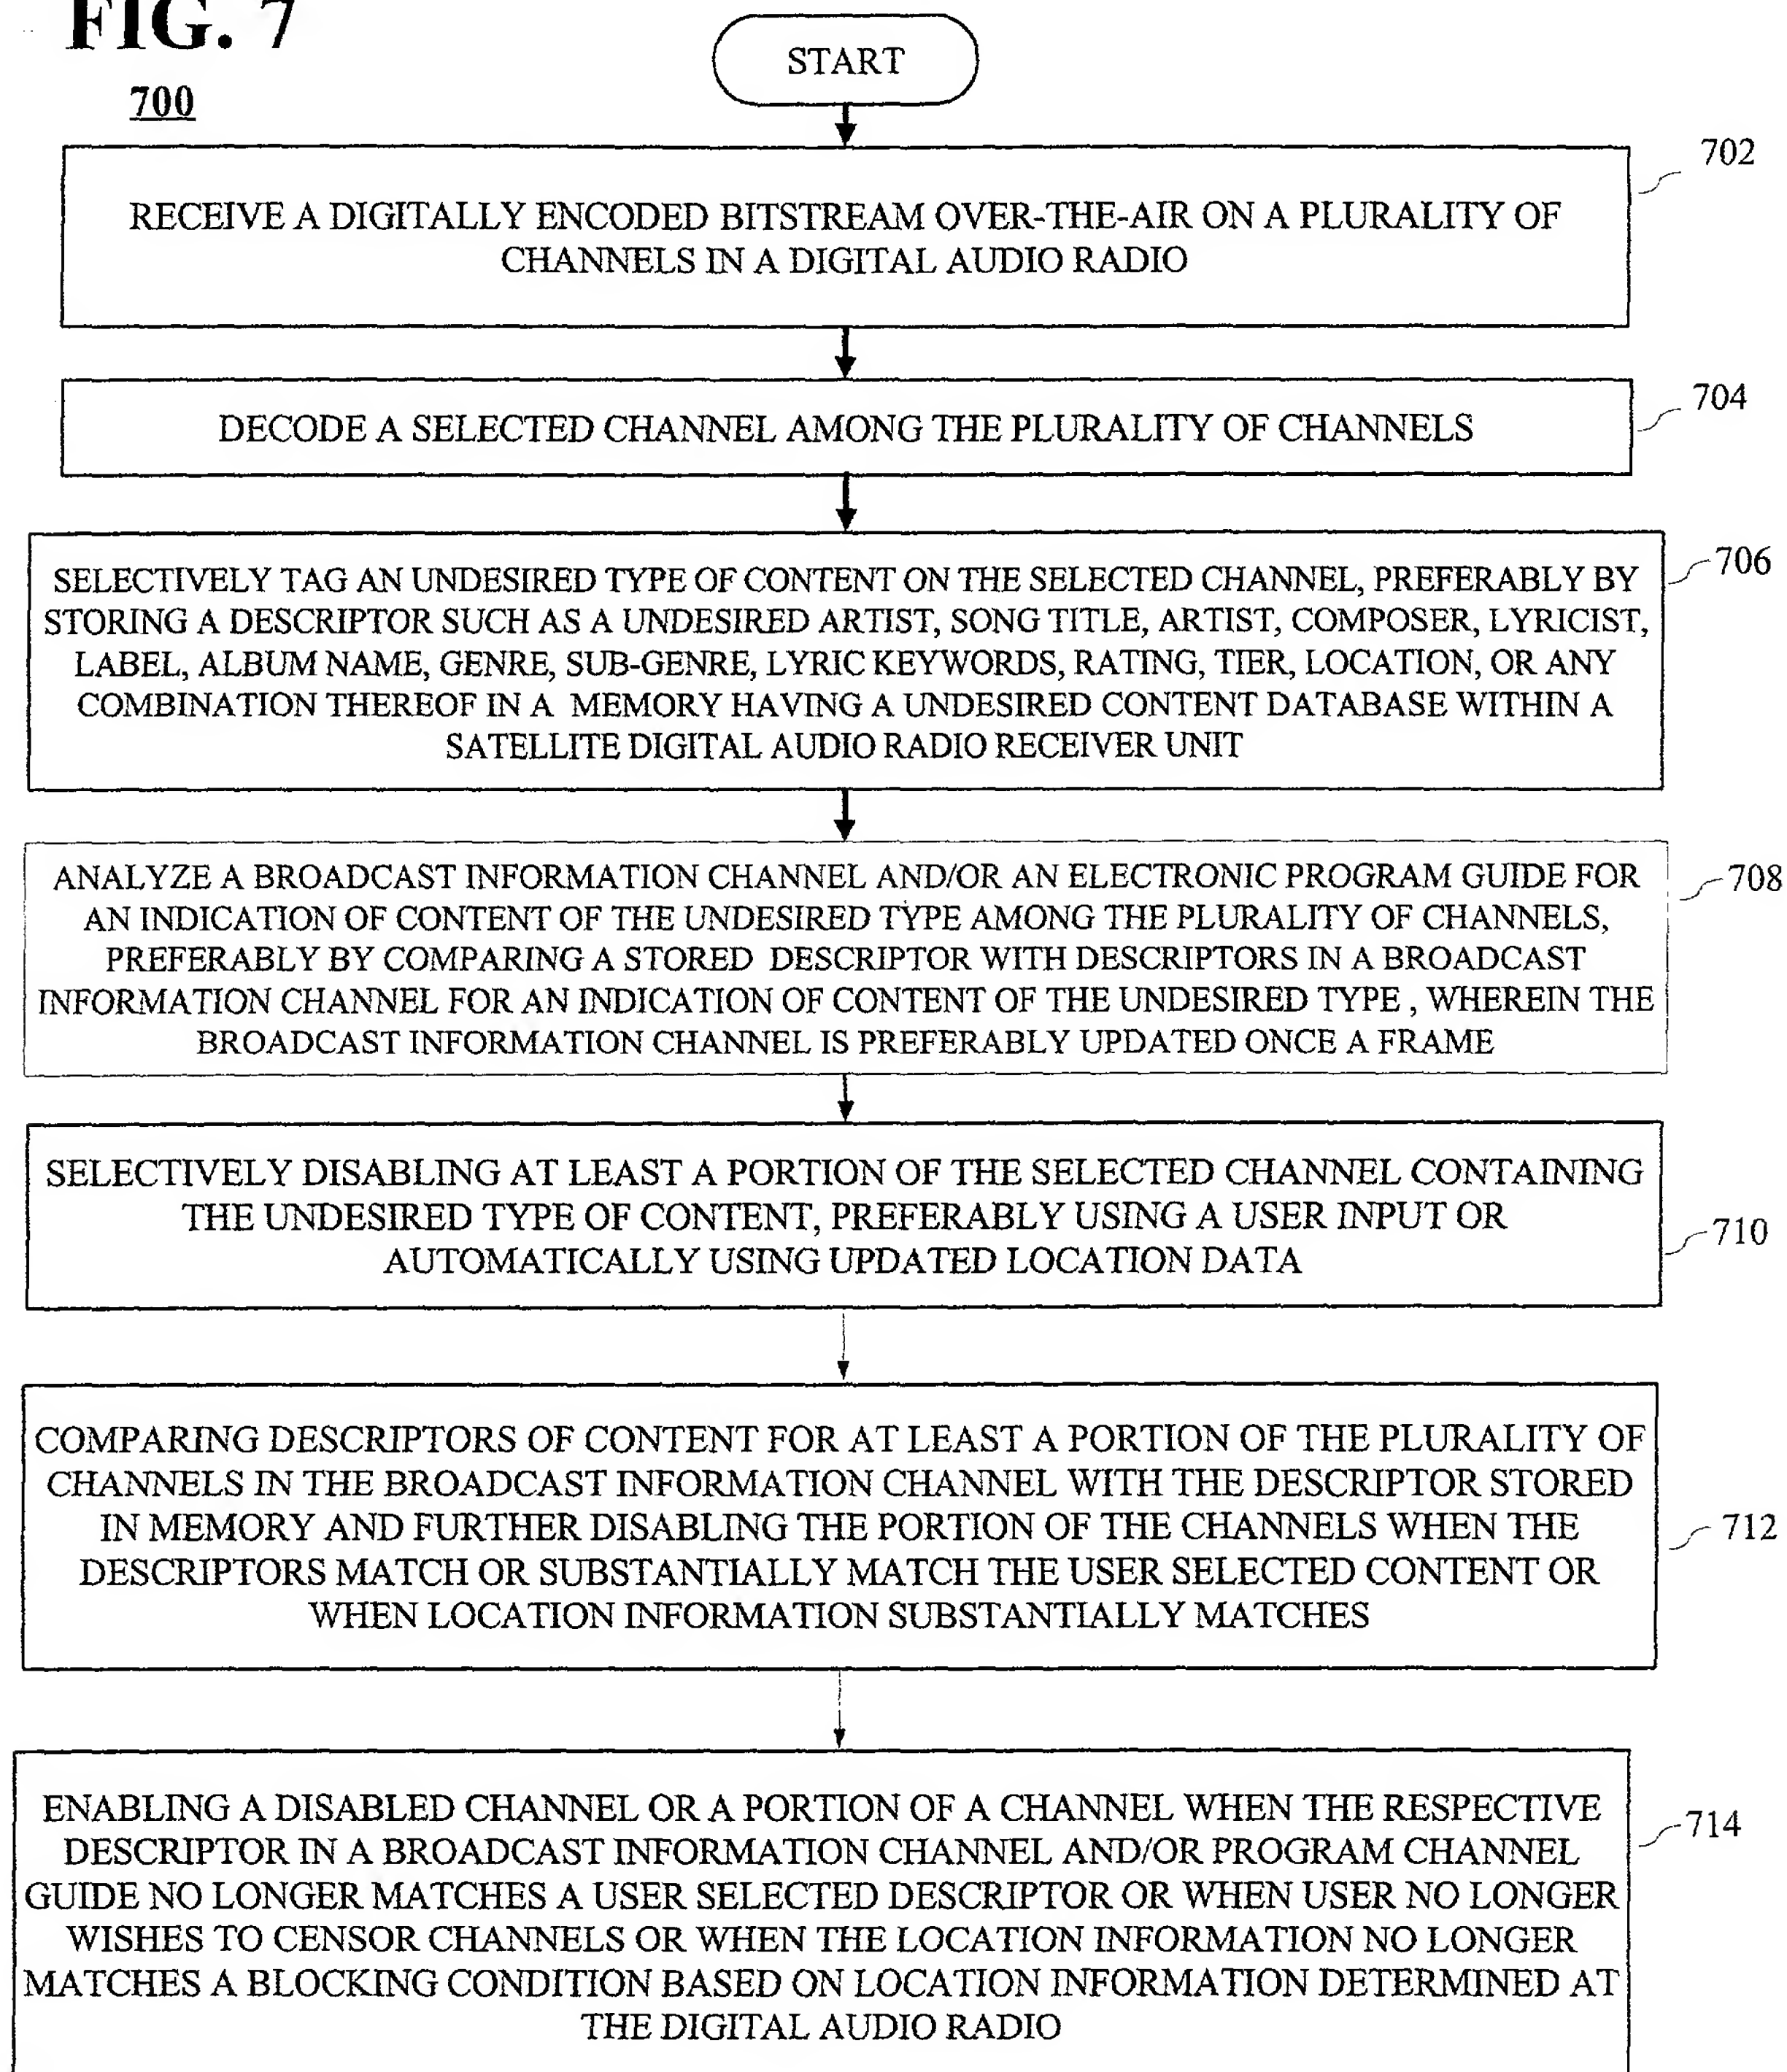 FIG. 7
700
START
702
RECEIVE A DIGITALLY ENCODED BITSTREAM OVER-THE-AIR ON A PLURALITY OF
CHANNELS IN A DIGITAL AUDIO RADIO
704
DECODE A SELECTED CHANNEL AMONG THE PLURALITY OF CHANNELS
706
SELECTIVELY TAG AN UNDESIRED TYPE OF CONTENT ON THE SELECTED CHANNEL, PREFERABLY BY
STORING A DESCRIPTOR SUCH AS A UNDESIRED ARTIST, SONG TITLE, ARTIST, COMPOSER, LYRICIST,
LABEL, ALBUM NAME, GENRE, SUB-GENRE, LYRIC KEYWORDS, RATING, TIER, LOCATION, OR ANY
COMBINATION THEREOF IN A MEMORY HAVING A UNDESIRED CONTENT DATABASE WITHIN A
SATELLITE DIGITAL AUDIO RADIO RECEIVER UNIT
708
ANALYZE A BROADCAST INFORMATION CHANNEL AND/OR AN ELECTRONIC PROGRAM GUIDE FOR
AN INDICATION OF CONTENT OF THE UNDESIRED TYPE AMONG THE PLURALITY OF CHANNELS,
PREFERABLY BY COMPARING A STORED DESCRIPTOR WITH DESCRIPTORS IN A BROADCAST
INFORMATION CHANNEL FOR AN INDICATION OF CONTENT OF THE UNDESIRED TYPE , WHEREIN THE
BROADCAST INFORMATION CHANNEL IS PREFERABLY UPDATED ONCE A FRAME
SELECTIVELY DISABLING AT LEAST A PORTION OF THE SELECTED CHANNEL CONTAINING
THE UNDESIRED TYPE OF CONTENT, PREFERABLY USING A USER INPUT OR
AUTOMATICALLY USING UPDATED LOCATION DATA
710
COMPARING DESCRIPTORS OF CONTENT FOR AT LEAST A PORTION OF THE PLURALITY OF
CHANNELS IN THE BROADCAST INFORMATION CHANNEL WITH THE DESCRIPTOR STORED
IN MEMORY AND FURTHER DISABLING THE PORTION OF THE CHANNELS WHEN THE
DESCRIPTORS MATCH OR SUBSTANTIALLY MATCH THE USER SELECTED CONTENT OR
WHEN LOCATION INFORMATION SUBSTANTIALLY MATCHES
712
ENABLING A DISABLED CHANNEL OR A PORTION OF A CHANNEL WHEN THE RESPECTIVE
DESCRIPTOR IN A BROADCAST INFORMATION CHANNEL AND/OR PROGRAM CHANNEL
GUIDE NO LONGER MATCHES A USER SELECTED DESCRIPTOR OR WHEN USER NO LONGER
WISHES TO CENSOR CHANNELS OR WHEN THE LOCATION INFORMATION NO LONGER
MATCHES A BLOCKING CONDITION BASED ON LOCATION INFORMATION DETERMINED AT
THE DIGITAL AUDIO RADIO
714